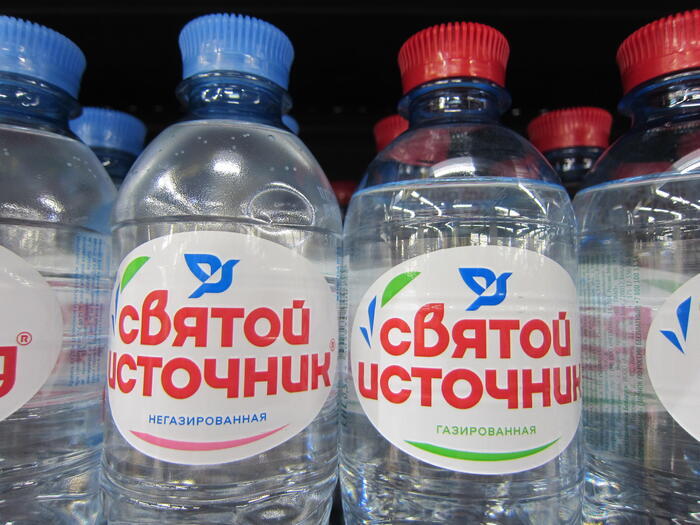 святой
источник®
НЕГАЗИРОВАННАЯ
святой
источник
ГАЗИРОВАННАЯ
®